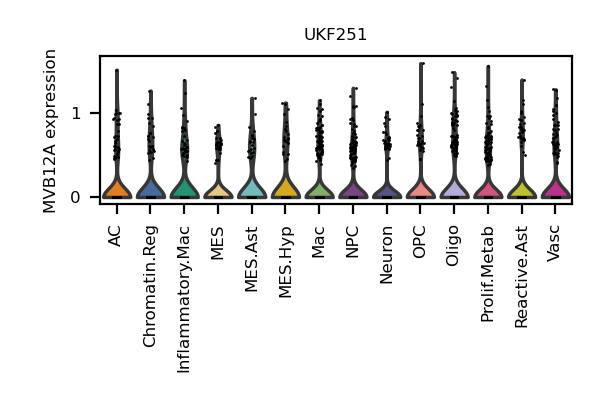 UKF251
MVB12A expression
1
0
AC
Chromatin.Reg
Inflammatory.Mac
MES
MES.Ast
MES.Hyp
Mac
NPC
Neuron
OPC
Oligo
Prolif.Metab
Reactive.Ast
Vasc